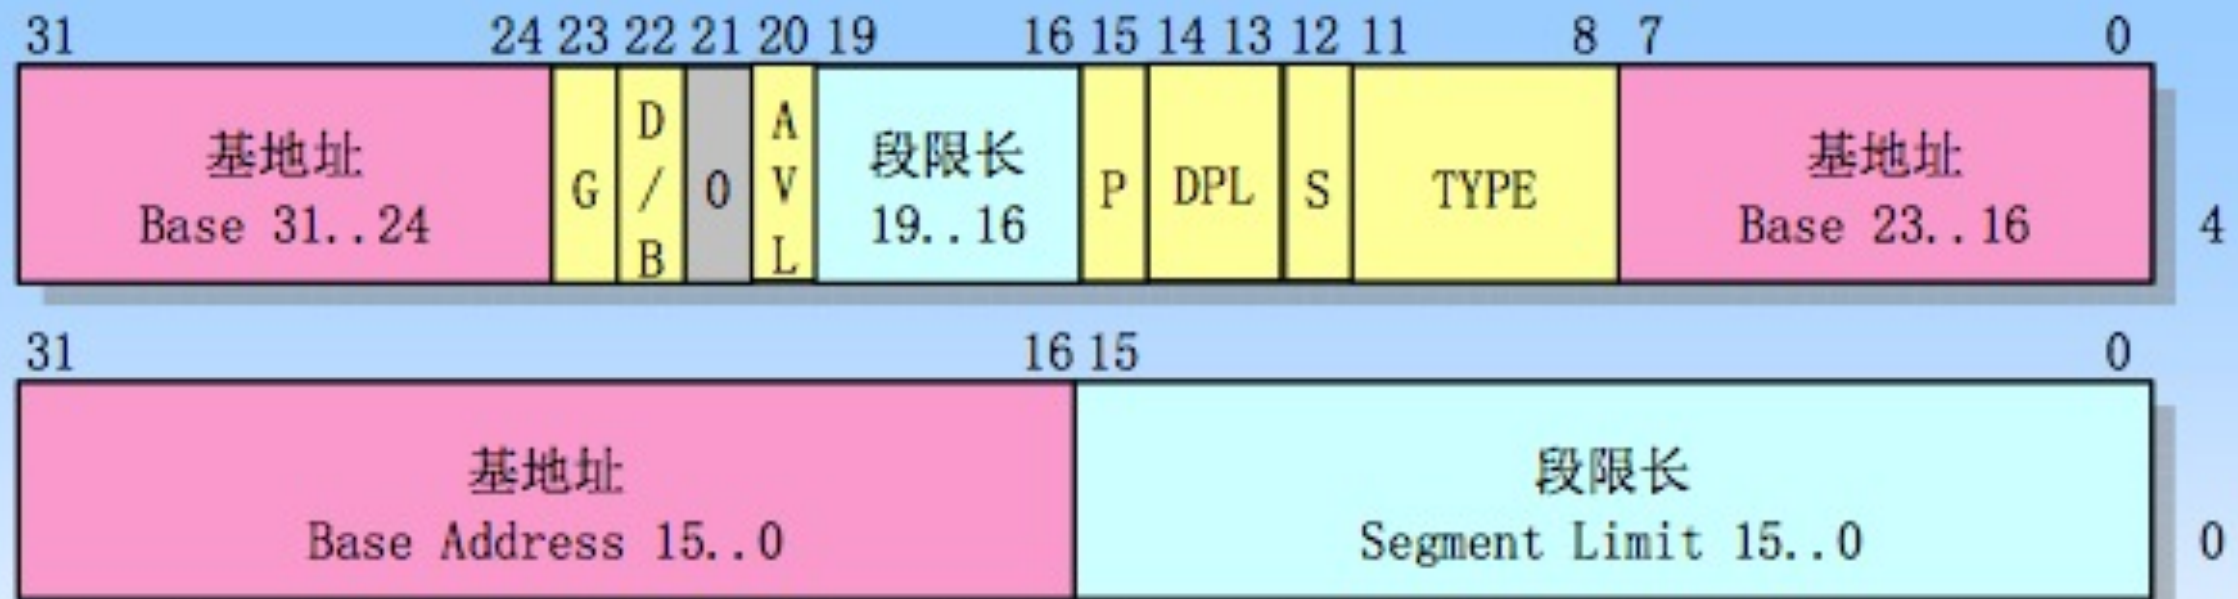 31 24 23 22 21 20 19 16 15 14 13 12 11 8 7 0
基地址
Base 31..24
G
D
/
B
0
A
V
L
段限长
19..16
P
DPL
S
TYPE
基地址
Base 23..16
4
31 16 15 0
基地址
Base Address 15..0
段限长
Segment Limit 15..0
0